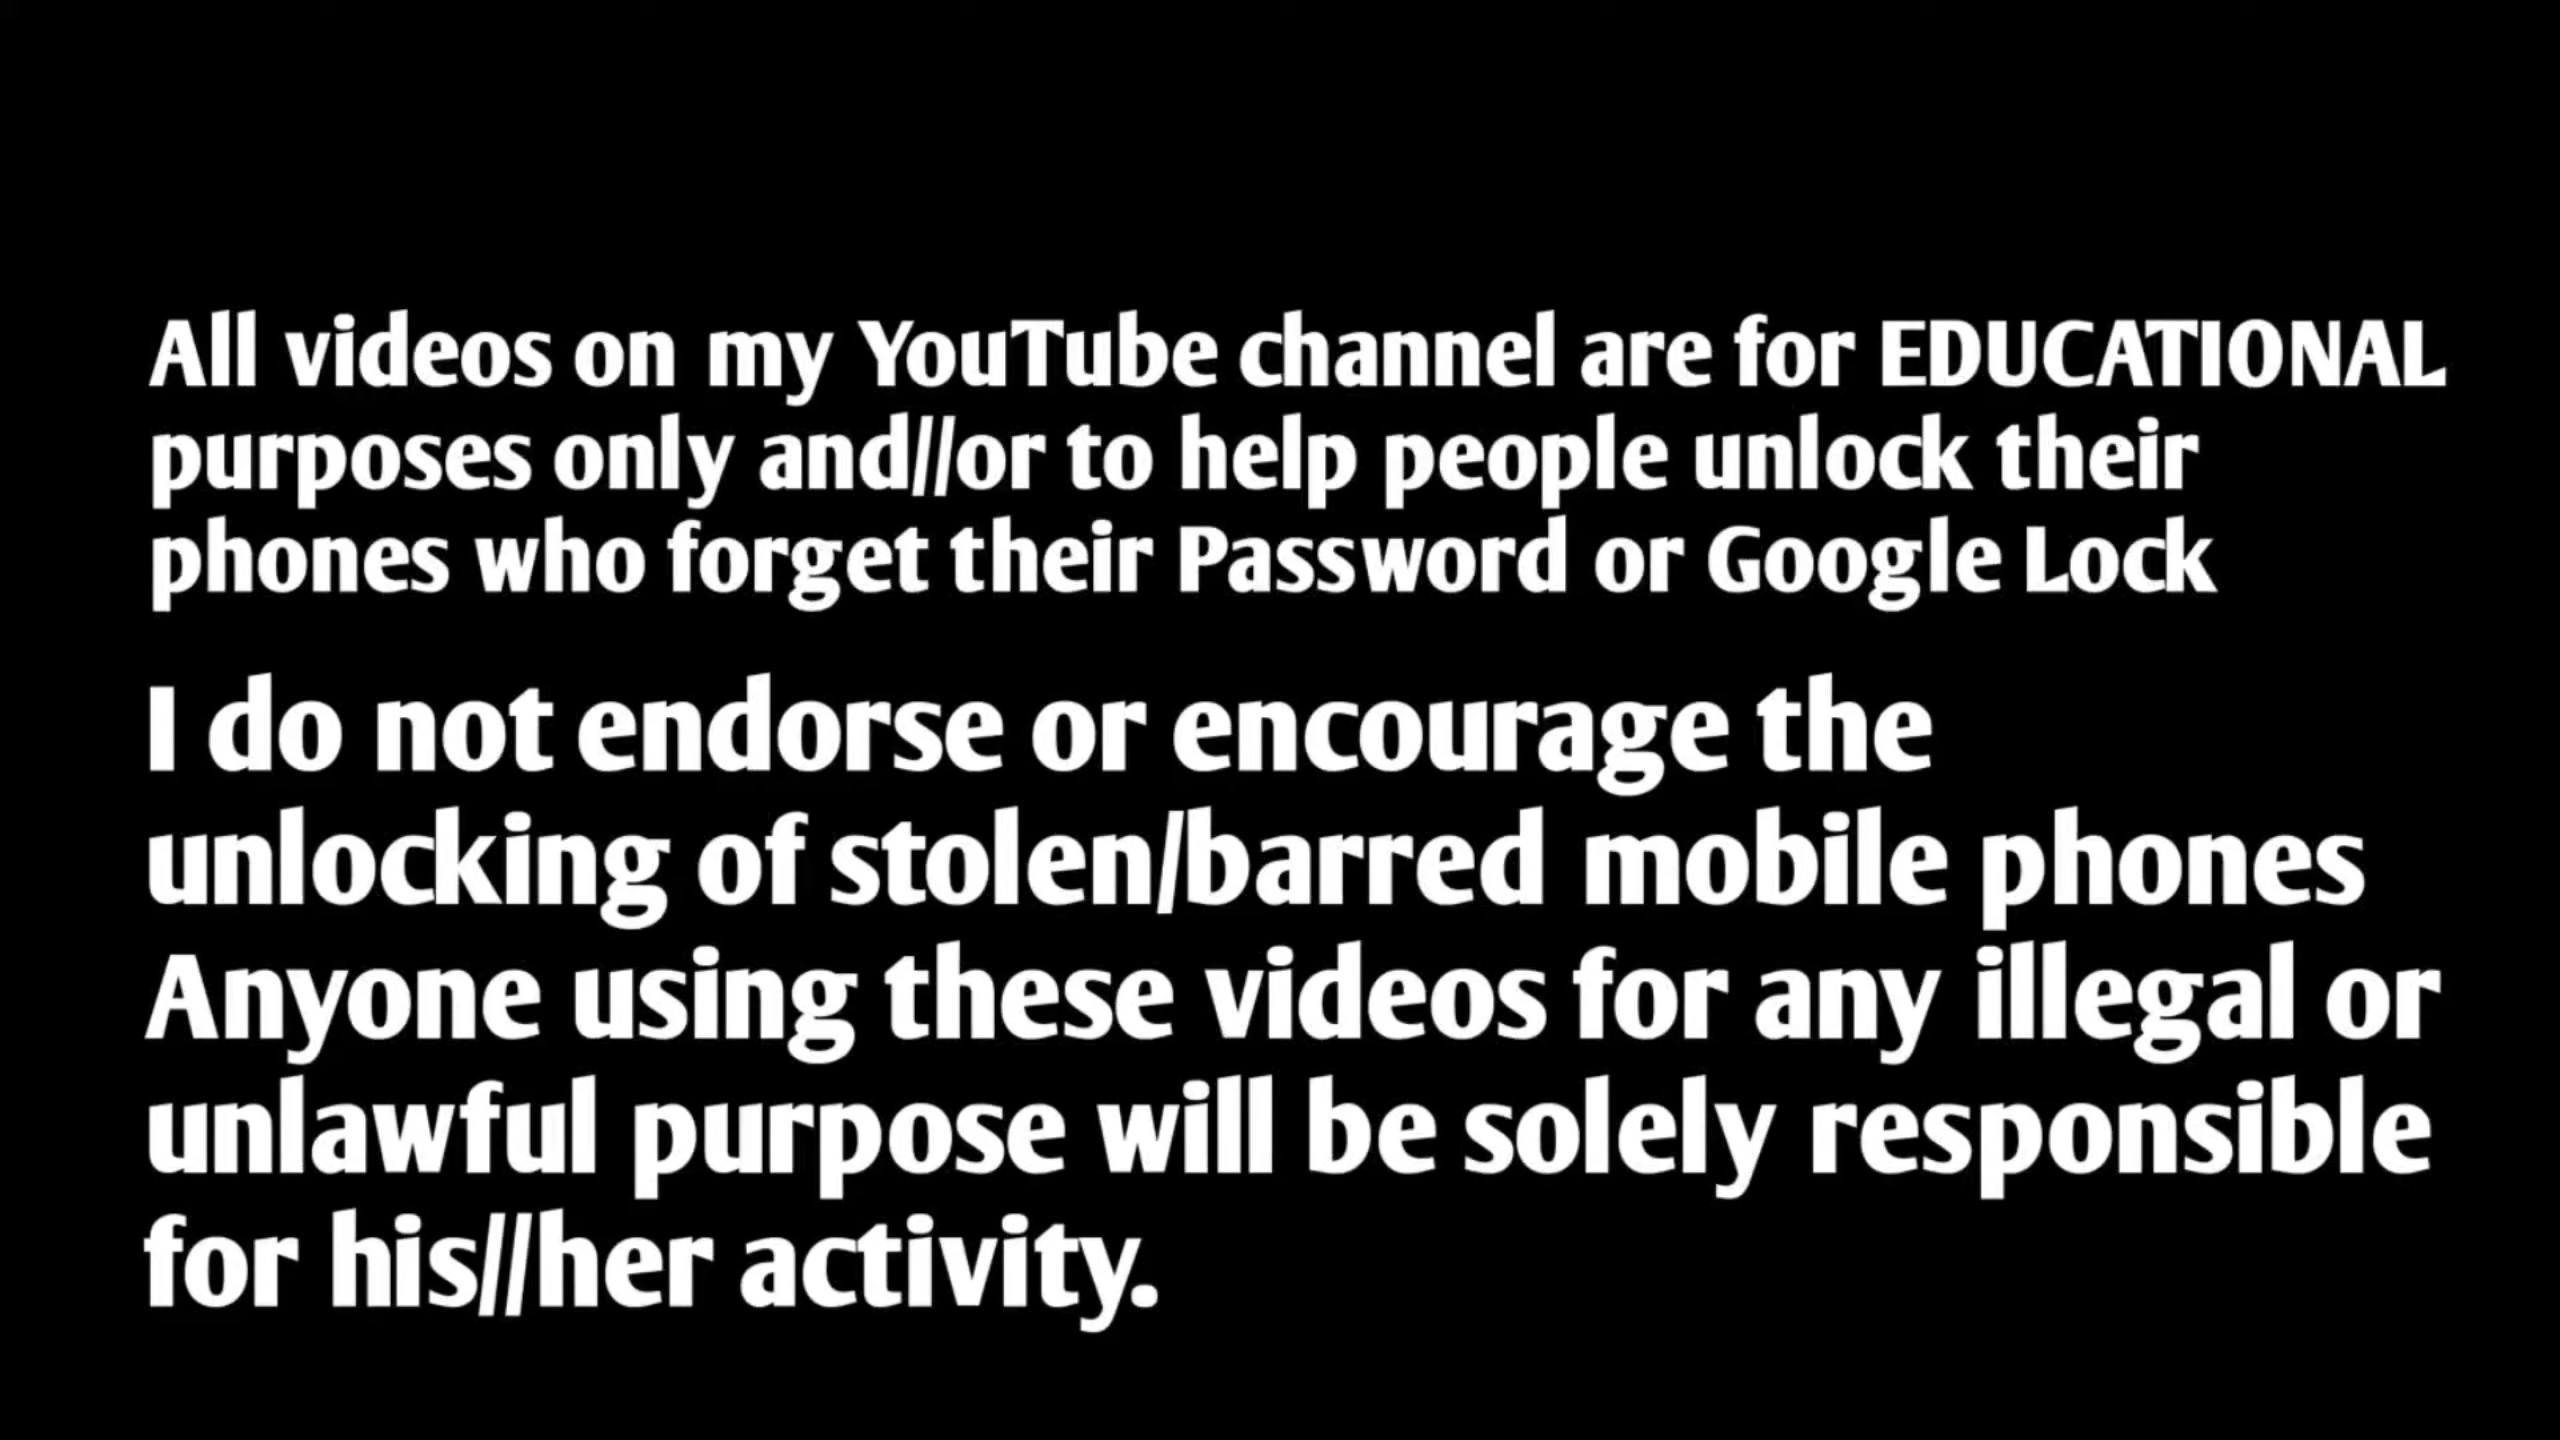 All videos on my YouTube channel are for EDUCATIONAL
purposes only and//or to help people unlock their
phones who forget their Password or Google Lock
I do not endorse or encourage the
unlocking of stolen/barred mobile phones
Anyone using these videos for any illegal or
unlawful purpose will be solely responsible
for his//her activity.